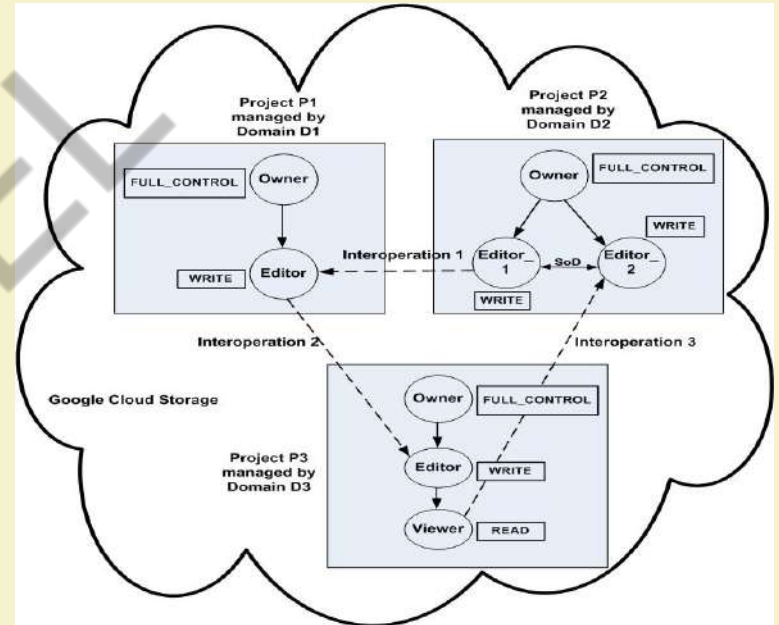 Project P1
managed by
Domain D1
Project P2
managed by
Domain D2
FULL_CONTROL
Owner
WRITE
Editor
Owner
FULL_CONTROL
WRITE
Editor_
1
SoD
Editor_
2
WRITE
Interoperation 1
Interoperation 2
Interoperation 3
Google Cloud Storage
Project P3
managed by
Domain D3
Owner
FULL_CONTROL
Editor
WRITE
Viewer
READ